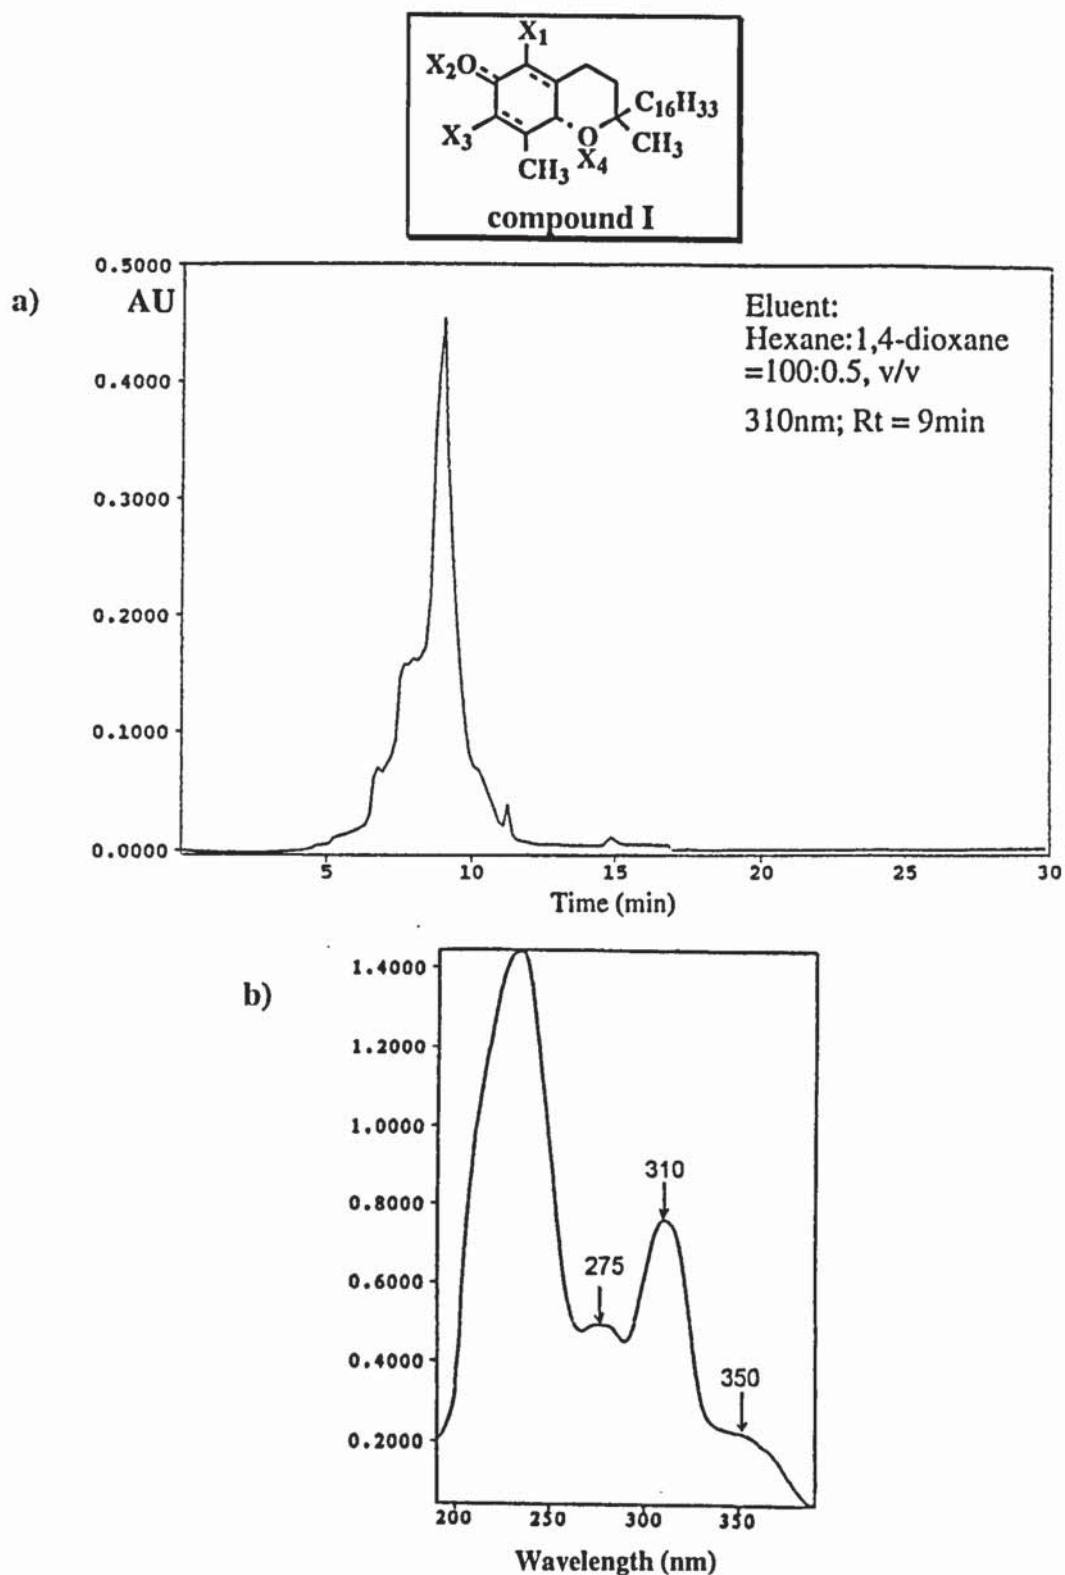 X₁
X₂O
C₁₆H₃₃
X₃
O
CH₃
CH₃
X₄
compound I
a)
AU
0.5000
0.4000
0.3000
0.2000
0.1000
0.0000
Eluent:
Hexane:1,4-dioxane
=100:0.5, v/v
310nm; Rt = 9min
5 10 15 20 25 30
Time (min)
b)
1.4000
1.2000
1.0000
0.8000
0.6000
0.4000
0.2000
310
275
350
200 250 300 350
Wavelength (nm)